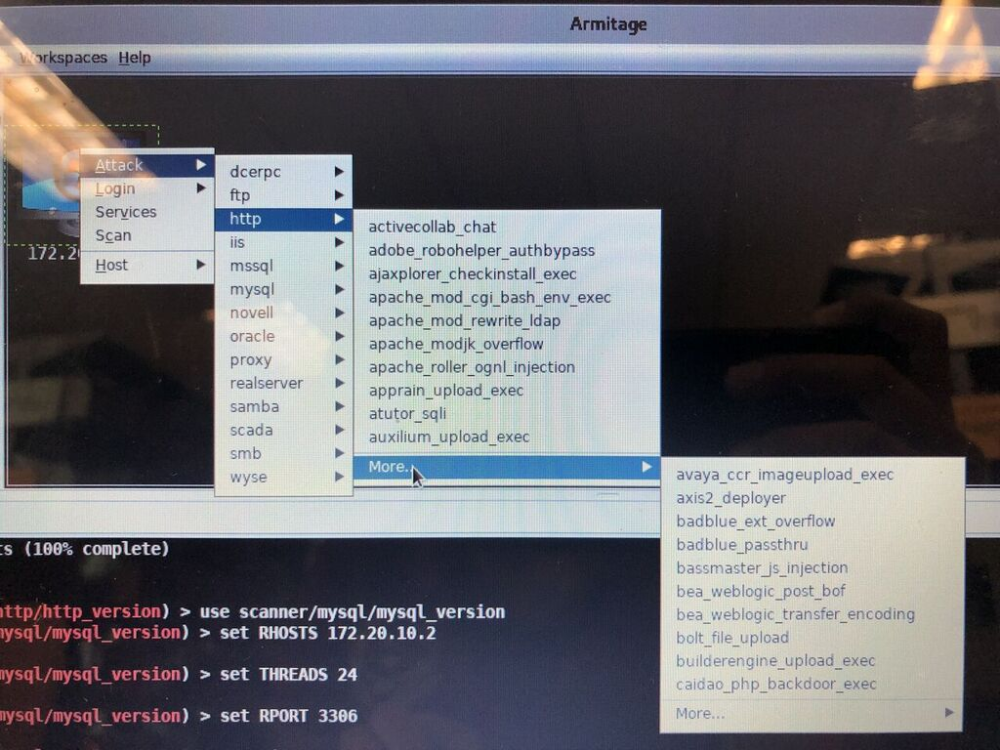 Armitage
Workspaces Help
Attack
Login
Services
Scan
Host
172.2
dcerpc
ftp
http
iis
mssql
mysql
novell
oracle
proxy
realserver
samba
scada
smb
wyse
activecollab_chat
adobe_robohelper_authbypass
ajaxplorer_checkinstall_exec
apache_mod_cgi_bash_env_exec
apache_mod_rewrite_ldap
apache_modjk_overflow
apache_roller_ognl_injection
apprain_upload_exec
atutor_sqli
auxilium_upload_exec
More..
avaya_ccr_imageupload_exec
axis2_deployer
badblue_ext_overflow
badblue_passthru
bassmaster_js_injection
bea_weblogic_post_bof
bea_weblogic_transfer_encoding
bolt_file_upload
builderengine_upload_exec
caidao_php_backdoor_exec
More...
ts (100% complete)
http/http_version) > use scanner/mysql/mysql_version
mysql/mysql_version) > set RHOSTS 172.20.10.2
mysql/mysql_version) > set THREADS 24
mysql/mysql_version) > set RPORT 3306